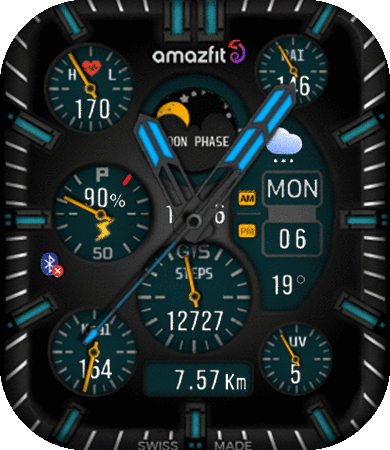 amazfit
H L
170
146
MOON PHASE
P
90%
50
AM
PM
MON
06
19°
GTS
STEPS
12727
164
UV
5
7.57 Km
SWISS MADE